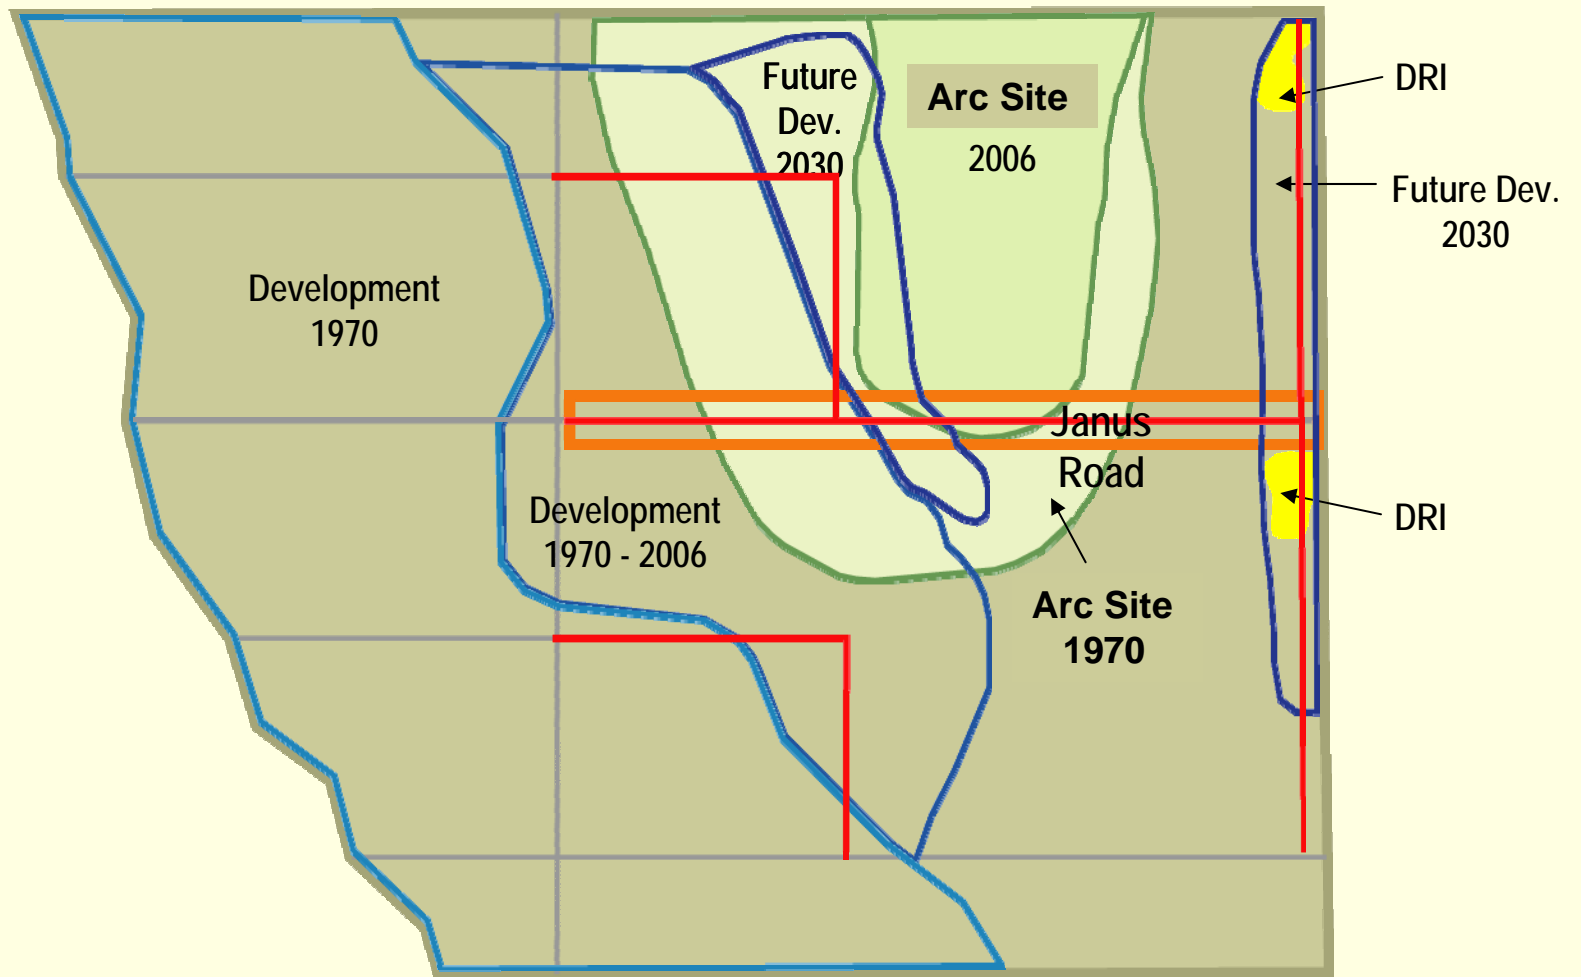 Future
Dev.
2030
Arc Site
2006
DRI
Future Dev.
2030
Development
1970
Janus
Road
Development
1970 - 2006
DRI
Arc Site
1970